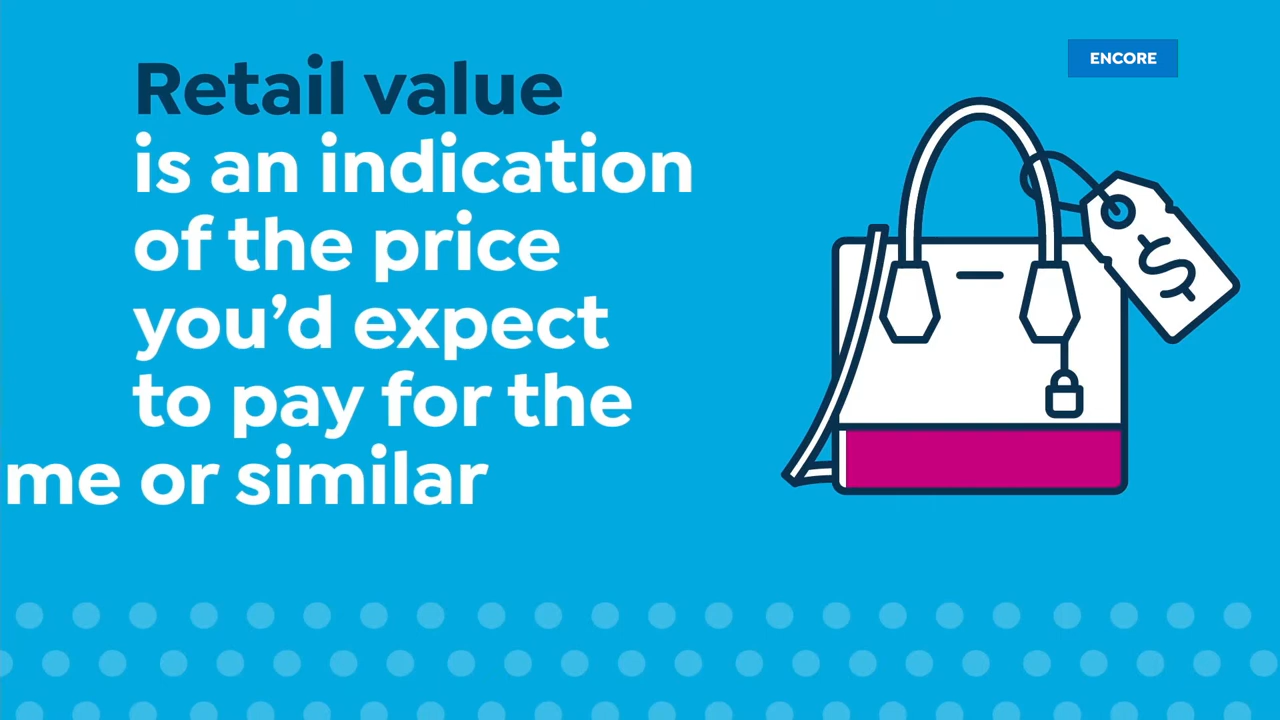 Retail value
is an indication
of the price
you’d expect
to pay for the
me or similar
ENCORE
$